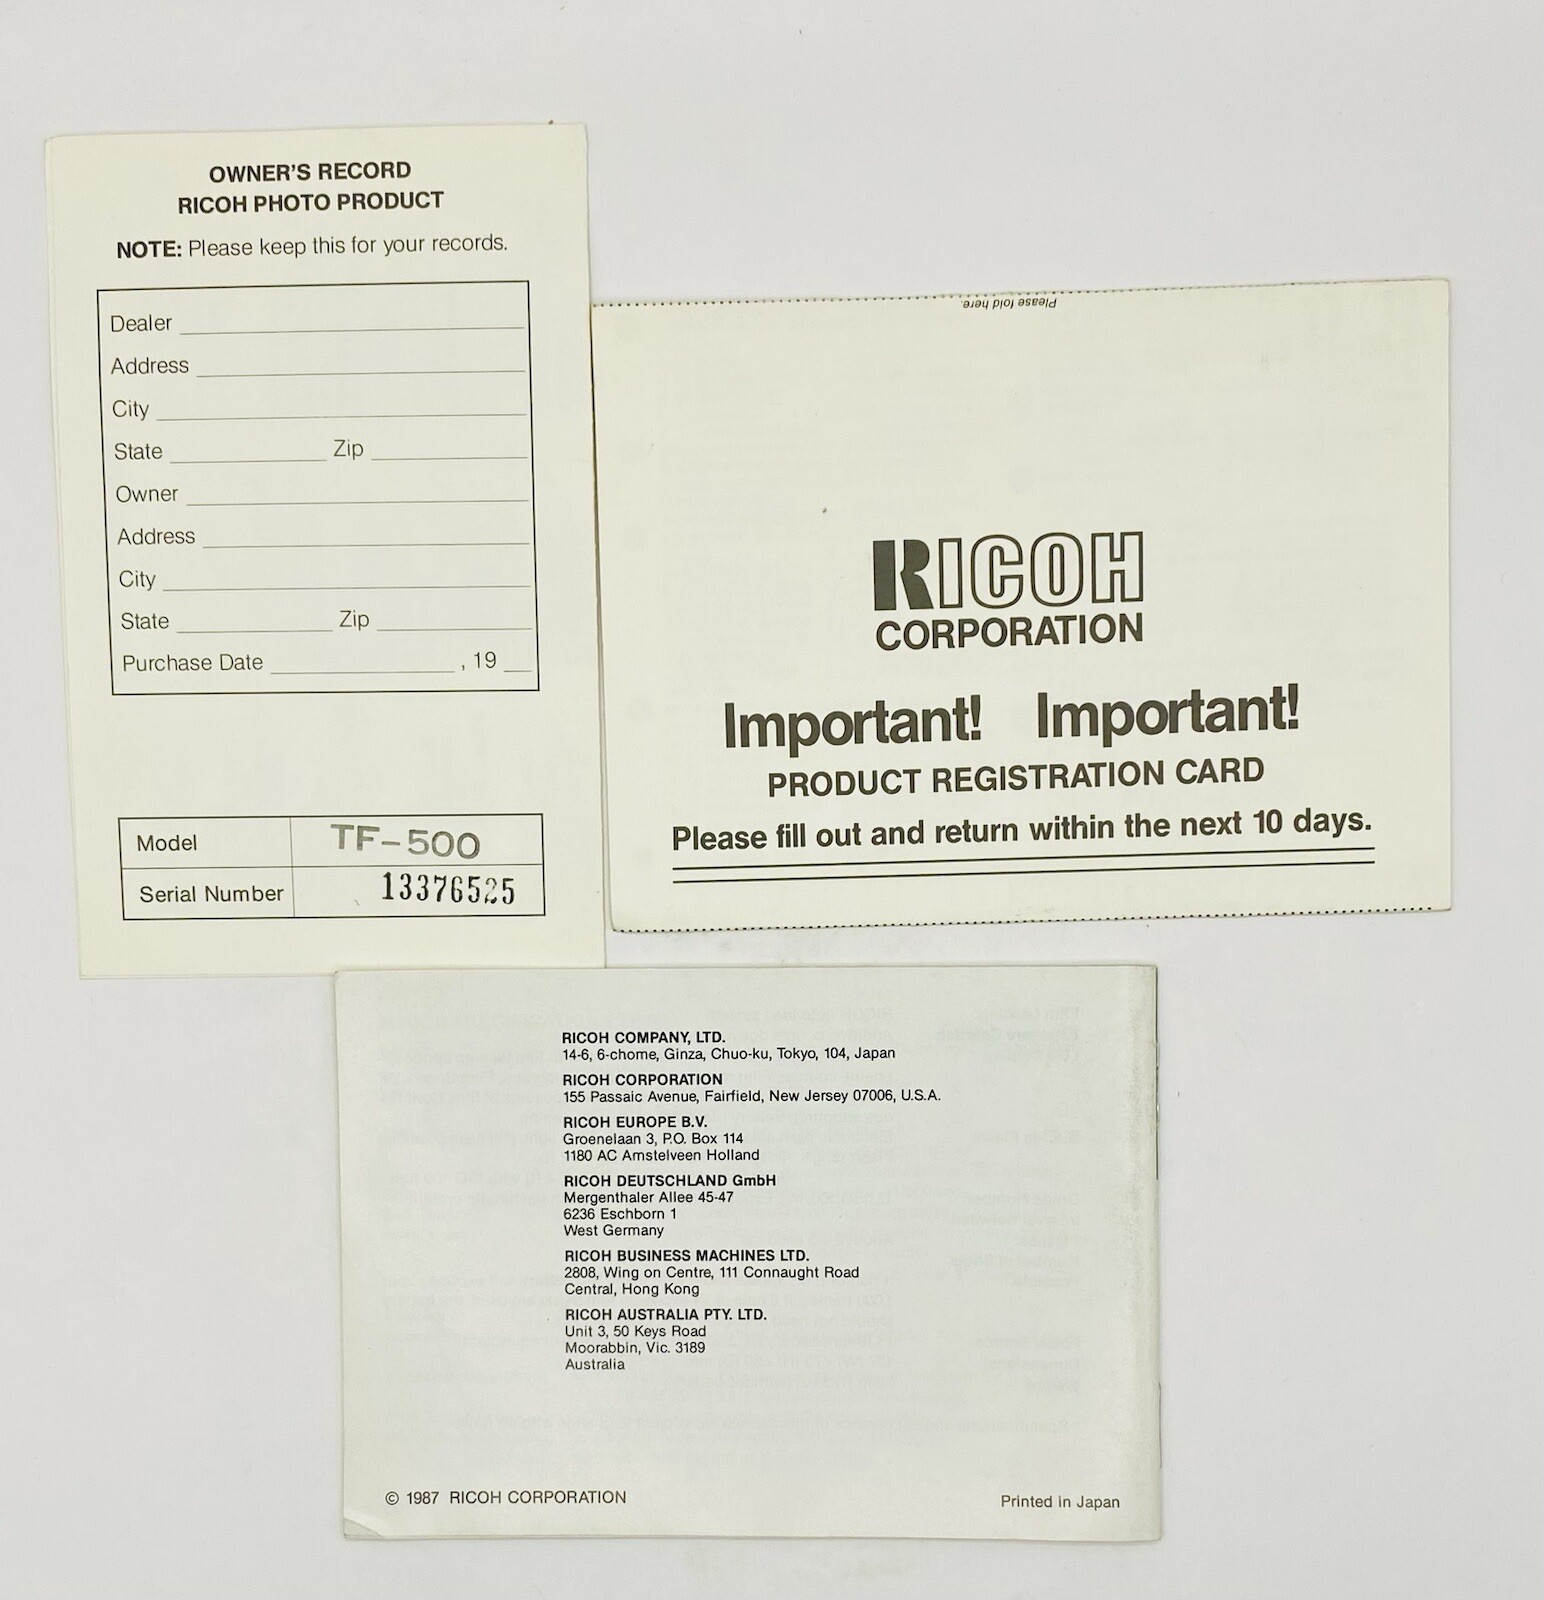 OWNER'S RECORD
RICOH PHOTO PRODUCT
NOTE: Please keep this for your records.
Dealer
Address
City
State Zip
Owner
Address
City
State Zip
Purchase Date , 19
Model TF-500
Serial Number 13376525
Please fold here.
RICOH
CORPORATION
Important! Important!
PRODUCT REGISTRATION CARD
Please fill out and return within the next 10 days.
RICOH COMPANY, LTD.
14-6, 6-chome, Ginza, Chuo-ku, Tokyo, 104, Japan
RICOH CORPORATION
155 Passaic Avenue, Fairfield, New Jersey 07006, U.S.A.
RICOH EUROPE B.V.
Groenelaan 3, P.O. Box 114
1180 AC Amstelveen Holland
RICOH DEUTSCHLAND GmbH
Mergenthaler Allee 45-47
6236 Eschborn 1
West Germany
RICOH BUSINESS MACHINES LTD.
2808, Wing on Centre, 111 Connaught Road
Central, Hong Kong
RICOH AUSTRALIA PTY. LTD.
Unit 3, 50 Keys Road
Moorabbin, Vic. 3189
Australia
© 1987 RICOH CORPORATION
Printed in Japan